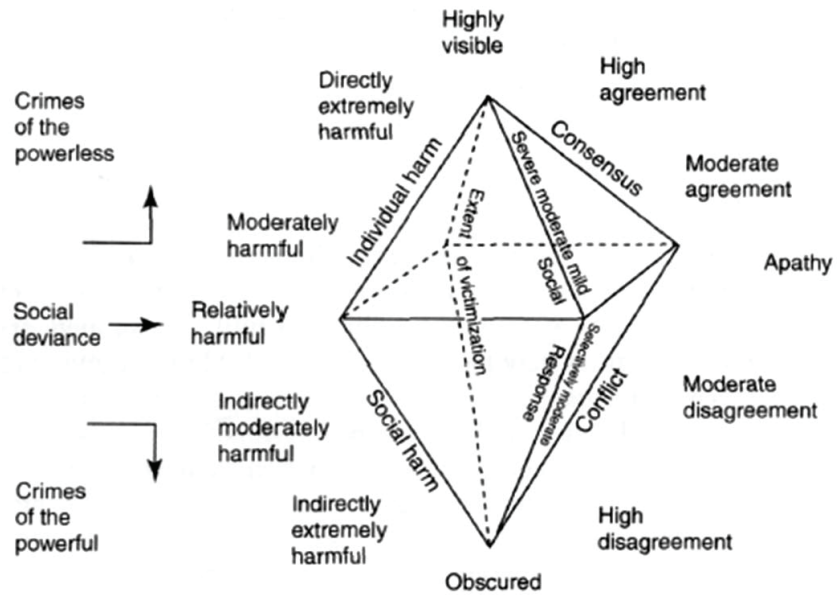 Highly
visible
Directly
extremely
harmful
High
agreement
Crimes
of the
powerless
Individual harm
Consensus
Severe moderate mild
Moderate
agreement
Moderately
harmful
Extent
of victimization
Social
Response
Apathy
Social
deviance
Relatively
harmful
Selectively moderate
Conflict
Moderate
disagreement
Indirectly
moderately
harmful
Social harm
Crimes
of the
powerful
Indirectly
extremely
harmful
High
disagreement
Obscured